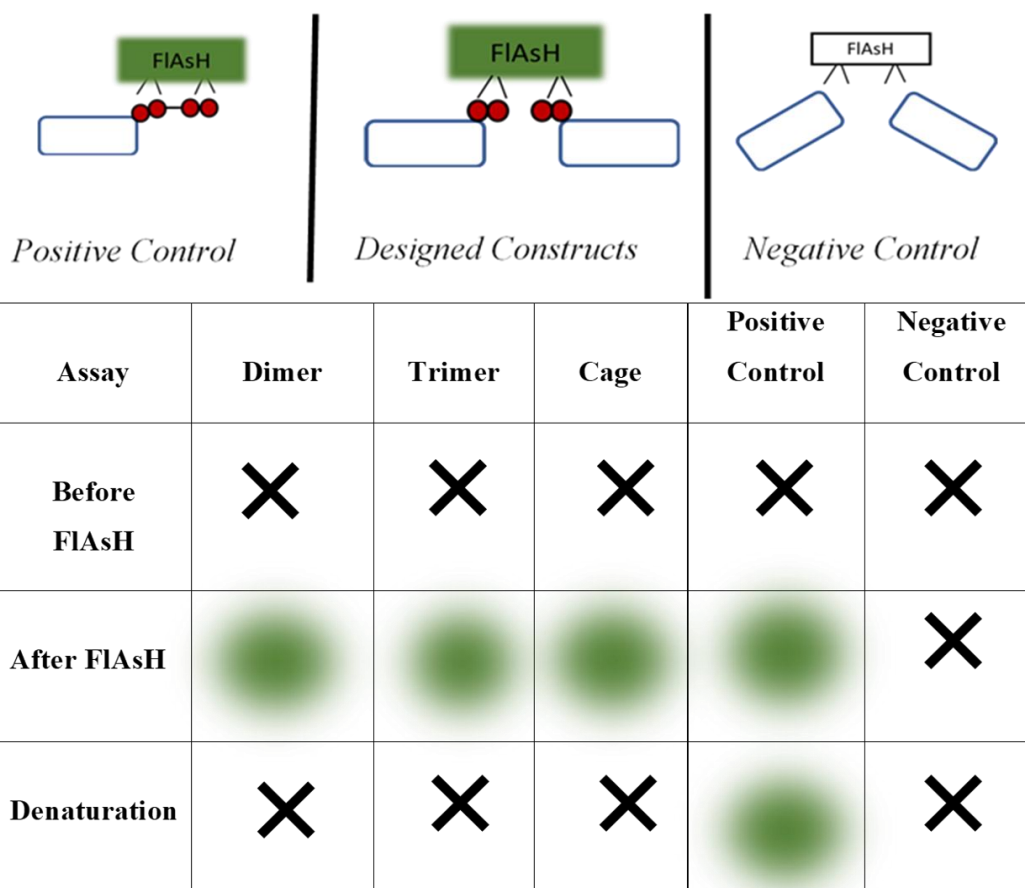 FlAsH
FlAsH
FlAsH
Positive Control
Designed Constructs
Negative Control
Assay
Dimer
Trimer
Cage
Positive
Control
Negative
Control
Before
FlAsH
After FlAsH
Denaturation